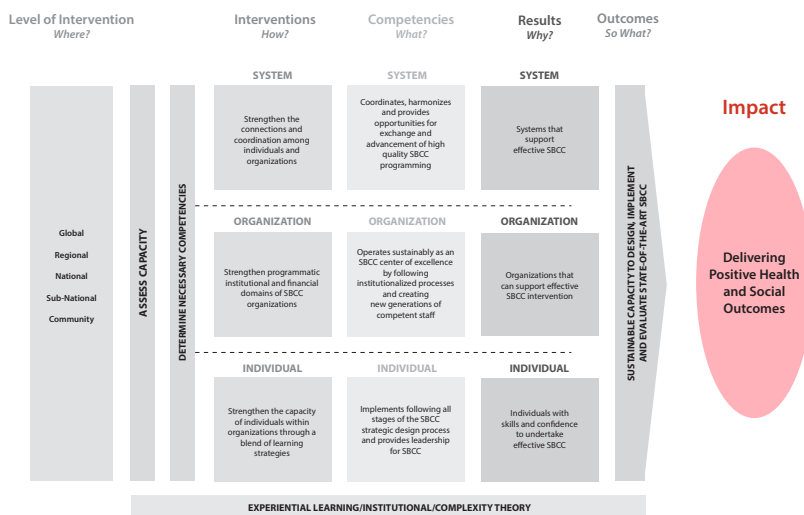 Level of Intervention
Where?
Interventions
How?
Competencies
What?
Results
Why?
Outcomes
So What?
Impact
Global
Regional
National
Sub-National
Community
ASSESS CAPACITY
DETERMINE NECESSARY COMPETENCIES
SYSTEM
Strengthen the
connections and
coordination among
individuals and
organizations
SYSTEM
Coordinates, harmonizes
and provides
opportunities for
exchange and
advancement of high
quality SBCC
programming
SYSTEM
Systems that
support
effective SBCC
ORGANIZATION
Strengthen programmatic
institutional and financial
domains of SBCC
organizations
ORGANIZATION
Operates sustainably as an
SBCC center of excellence
by following
institutionalized processes
and creating
new generations of
competent staff
ORGANIZATION
Organizations that
can support effective
SBCC intervention
INDIVIDUAL
Strengthen the capacity
of individuals within
organizations through a
blend of learning
strategies
INDIVIDUAL
Implements following all
stages of the SBCC
strategic design process
and provides leadership
for SBCC
INDIVIDUAL
Individuals with
skills and confidence
to undertake
effective SBCC
SUSTAINABLE CAPACITY TO DESIGN, IMPLEMENT
AND EVALUATE STATE-OF-THE-ART SBCC
Delivering
Positive Health
and Social
Outcomes
EXPERIENTIAL LEARNING/INSTITUTIONAL/COMPLEXITY THEORY